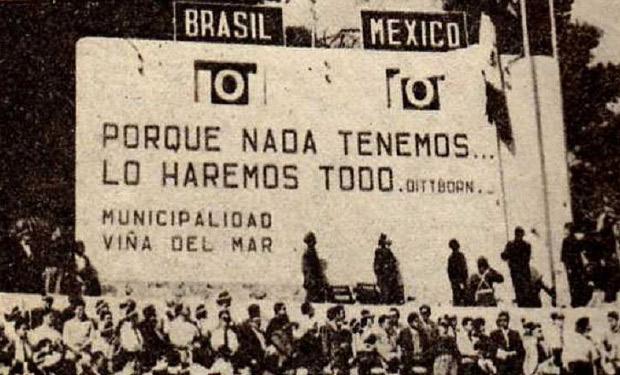 BRASIL MEXICO
0 0
PORQUE NADA TENEMOS...
LO HAREMOS TODO.DITTBORN...
MUNICIPALIDAD
VIÑA DEL MAR